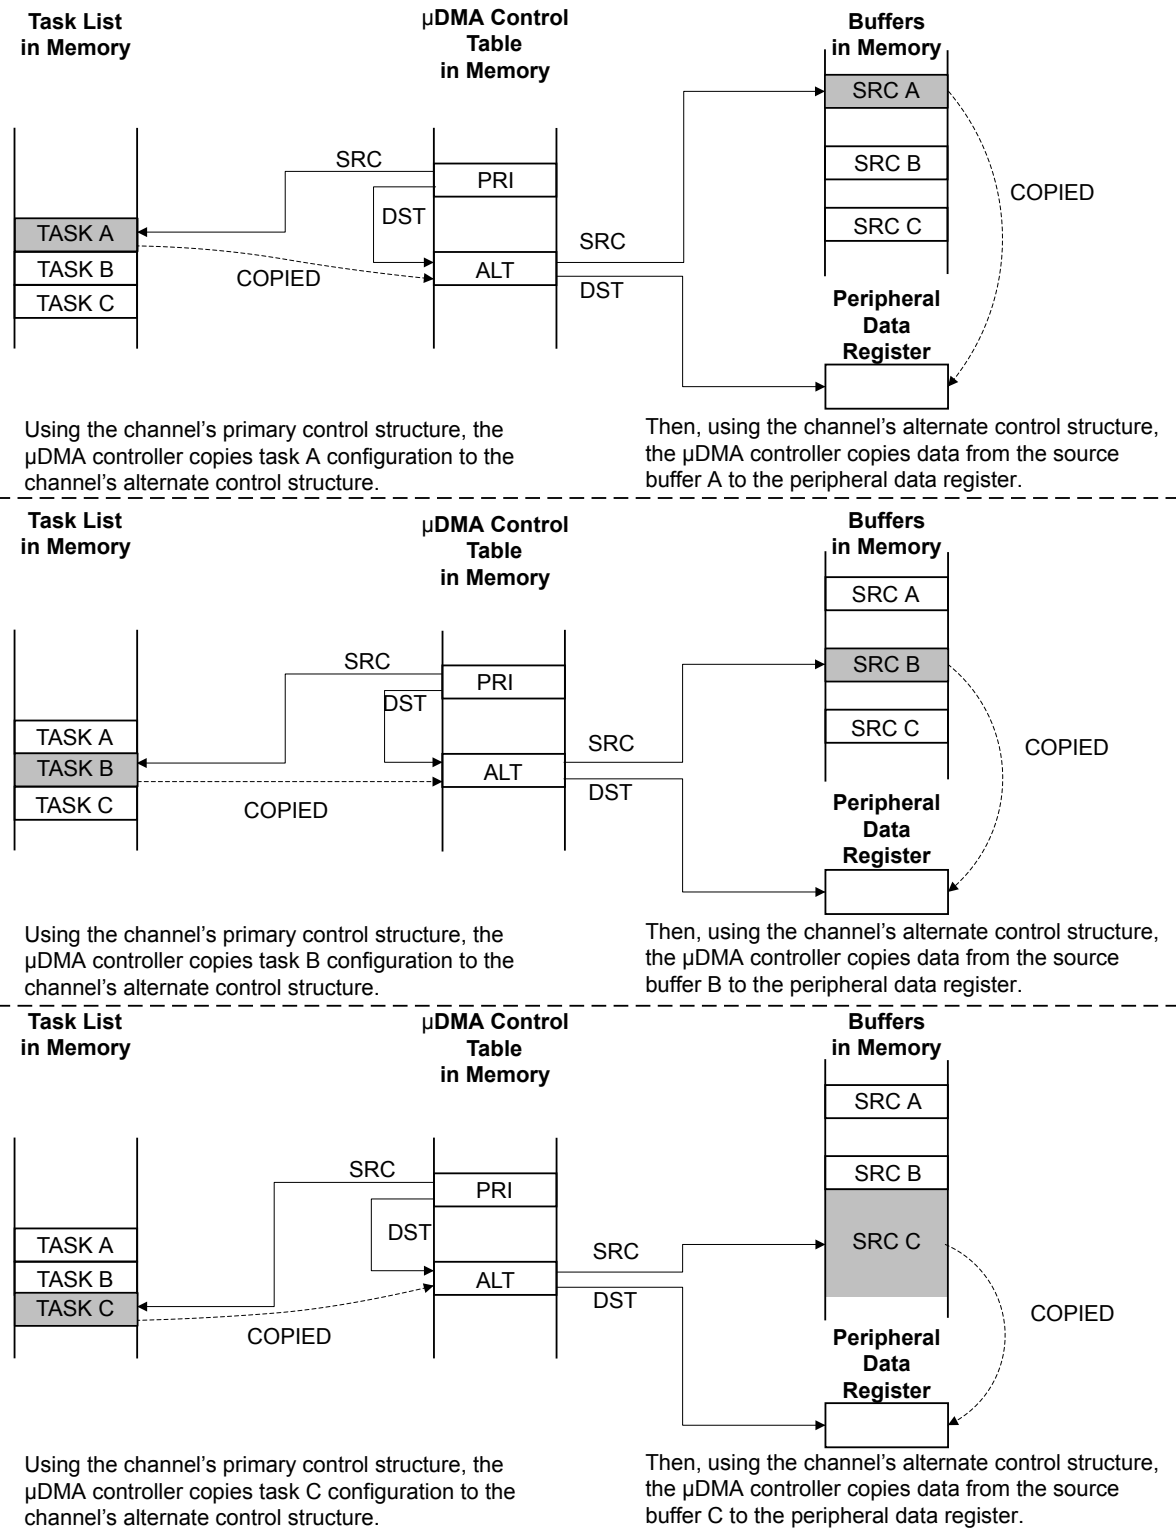 Task List
in Memory
µDMA Control
Table
in Memory
Buffers
in Memory
SRC A
SRC B
SRC C
COPIED
SRC
PRI
DST
TASK A
TASK B
TASK C
COPIED
ALT
SRC
DST
Peripheral
Data
Register
Using the channel's primary control structure, the
µDMA controller copies task A configuration to the
channel's alternate control structure.
Then, using the channel's alternate control structure,
the µDMA controller copies data from the source
buffer A to the peripheral data register.
Task List
in Memory
µDMA Control
Table
in Memory
Buffers
in Memory
SRC A
SRC B
SRC C
COPIED
SRC
PRI
DST
TASK A
TASK B
TASK C
COPIED
ALT
SRC
DST
Peripheral
Data
Register
Using the channel's primary control structure, the
µDMA controller copies task B configuration to the
channel's alternate control structure.
Then, using the channel's alternate control structure,
the µDMA controller copies data from the source
buffer B to the peripheral data register.
Task List
in Memory
µDMA Control
Table
in Memory
Buffers
in Memory
SRC A
SRC B
SRC C
COPIED
SRC
PRI
DST
TASK A
TASK B
TASK C
COPIED
ALT
SRC
DST
Peripheral
Data
Register
Using the channel's primary control structure, the
µDMA controller copies task C configuration to the
channel's alternate control structure.
Then, using the channel's alternate control structure,
the µDMA controller copies data from the source
buffer C to the peripheral data register.